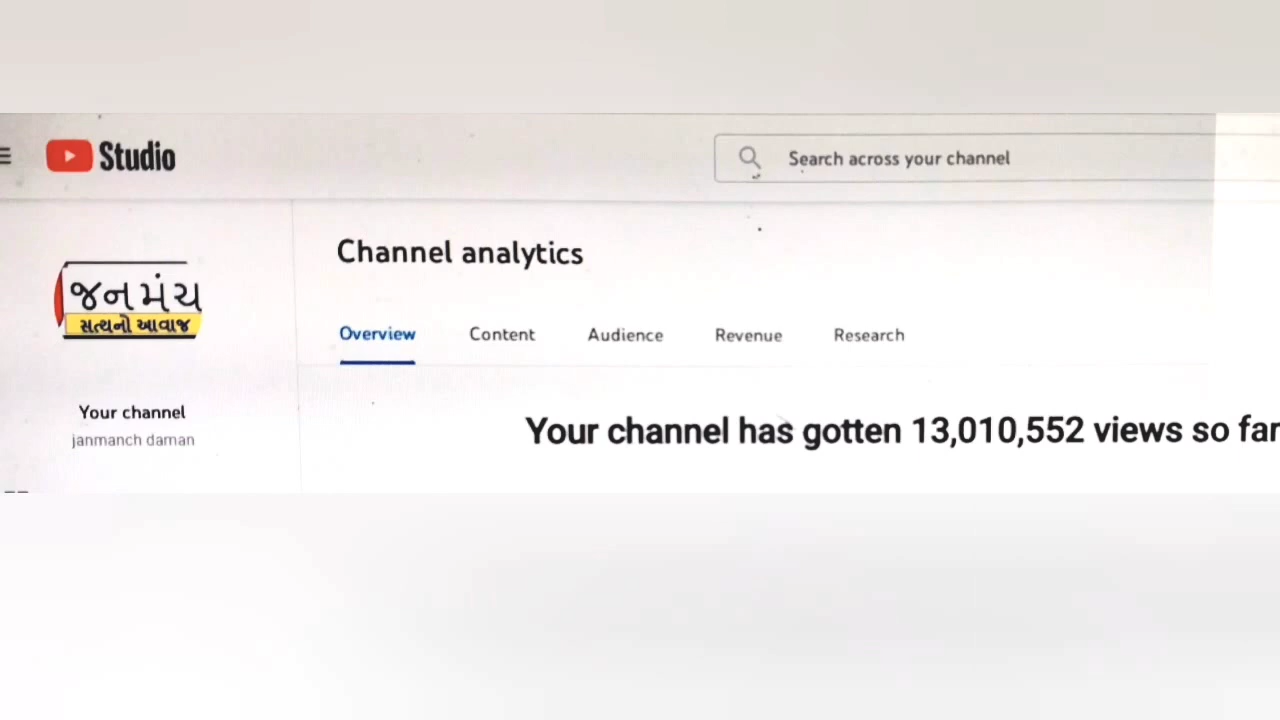 Studio
Search across your channel
જનમંચ
સત્યનો આવાજ
Channel analytics
Overview Content Audience Revenue Research
Your channel
janmanch daman
Your channel has gotten 13,010,552 views so far